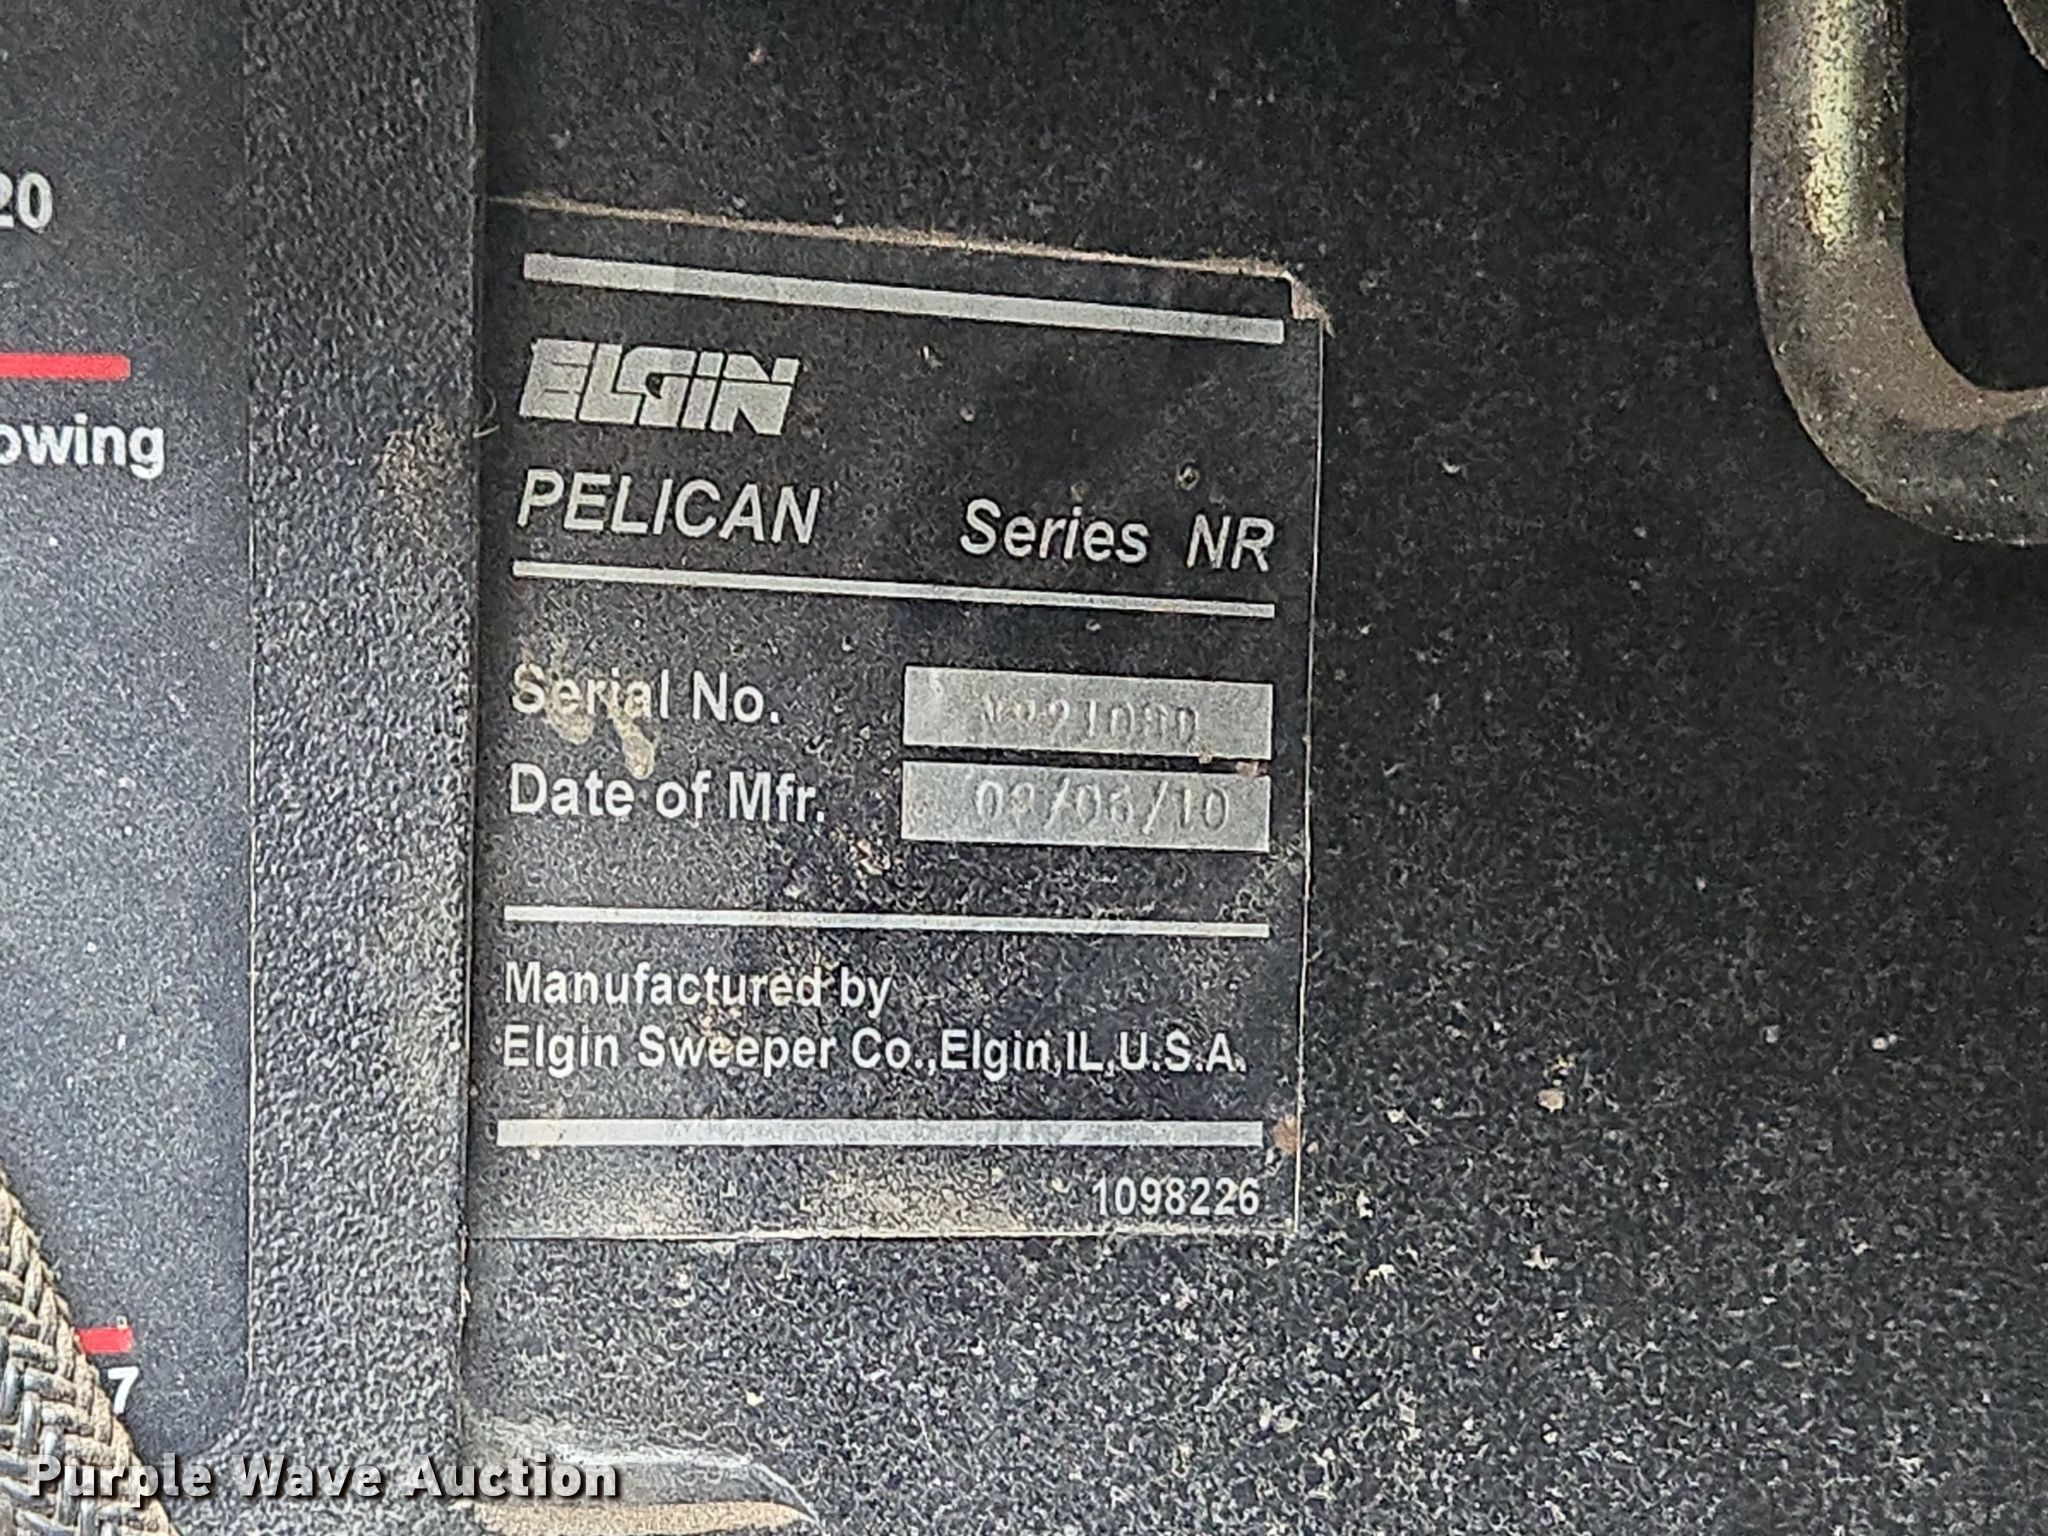 20
owing
ELGIN
PELICAN Series NR
Serial No.
Date of Mfr.
Manufactured by
Elgin Sweeper Co.,Elgin,IL,U.S.A.
1098226
7
Purple Wave Auction